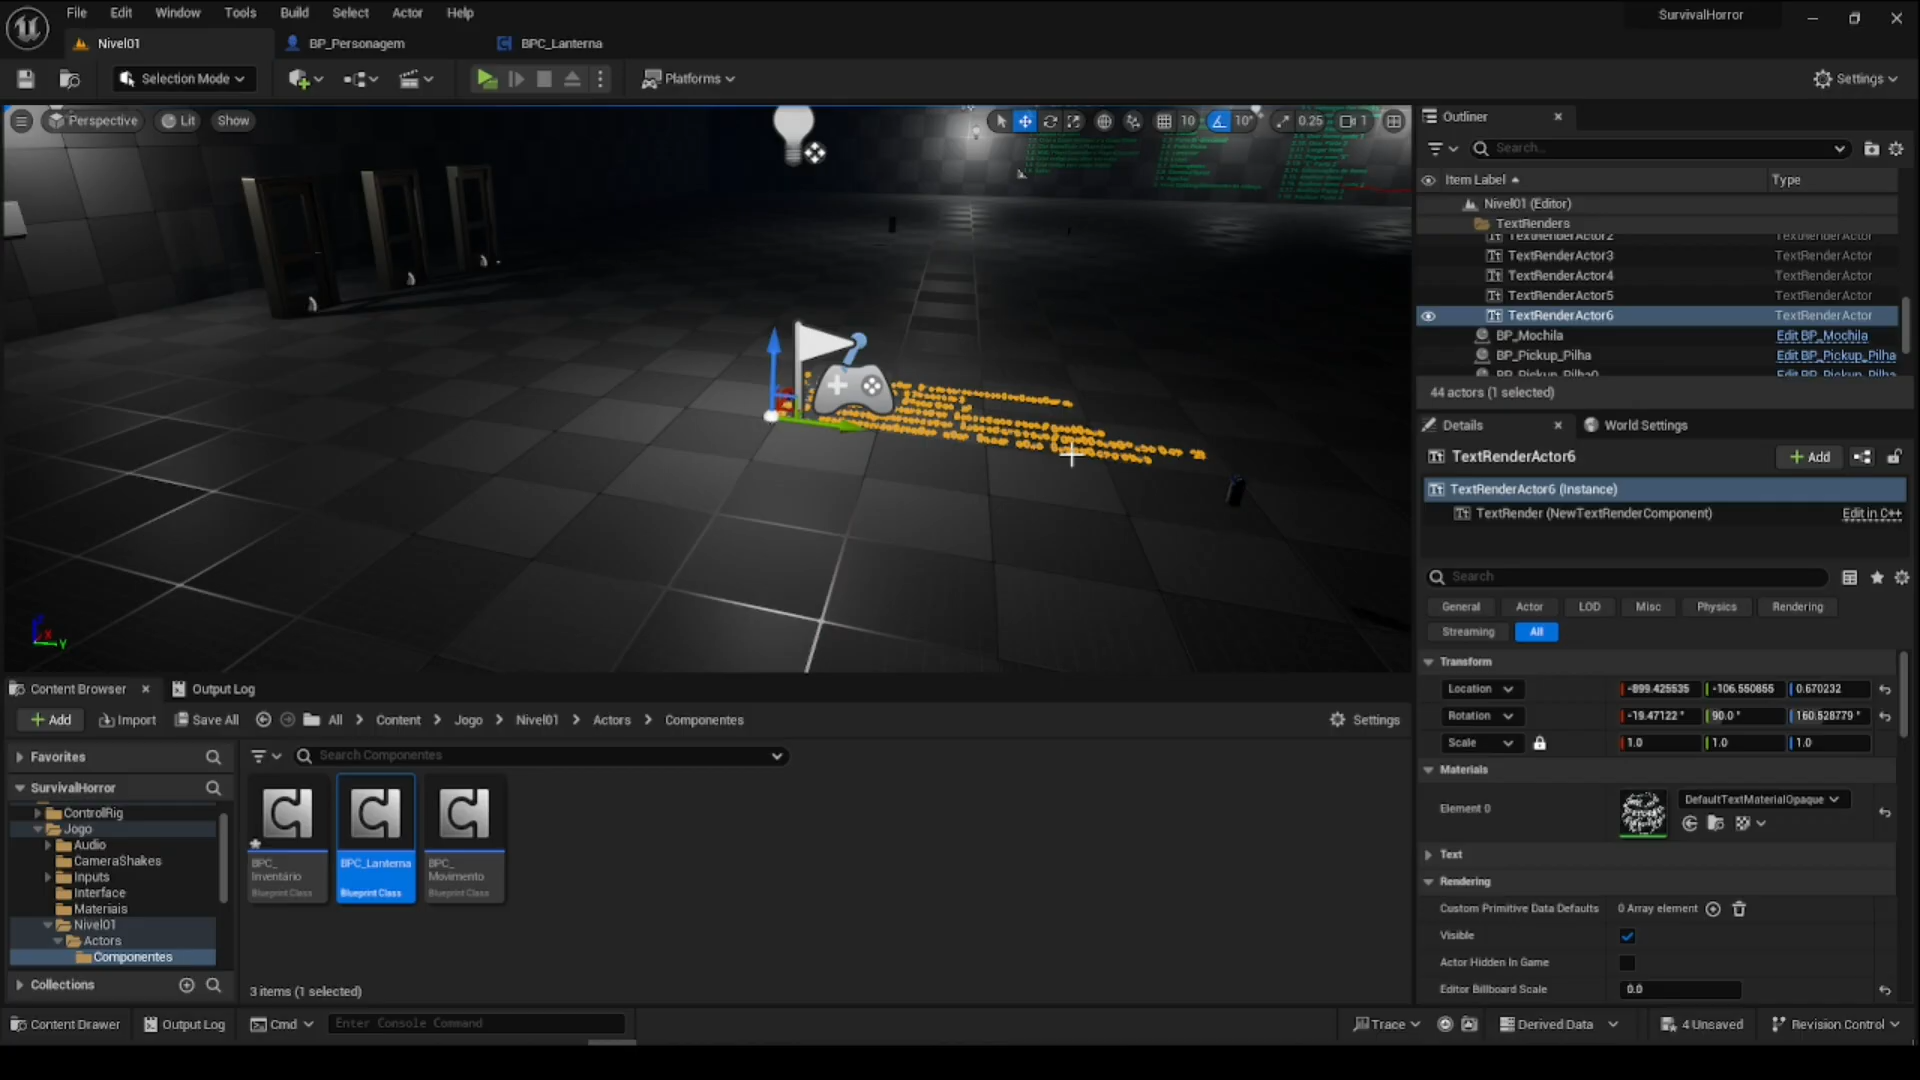 File Edit Window Tools Build Select Actor Help
SurvivalHorror
Nivel01 BP_Personagem BPC_Lanterna
Selection Mode Platforms Settings
Perspective Lit Show 10 10° 0.25 1
Outliner
Search...
Item Label Type
Nivel01 (Editor)
TextRenders
TextRenderActor2 TextRenderActor
TextRenderActor3 TextRenderActor
TextRenderActor4 TextRenderActor
TextRenderActor5 TextRenderActor
TextRenderActor6 TextRenderActor
BP_Mochila Edit BP_Mochila
BP_Pickup_Pilha Edit BP_Pickup_Pilha
44 actors (1 selected)
Details World Settings
TextRenderActor6 Add
TextRenderActor6 (Instance)
TextRender (NewTextRenderComponent) Edit in C++
Search
General Actor LOD Misc Physics Rendering
Streaming All
Transform
Location -899.425535 -106.550855 0.670232
Rotation -19.47122 ° 90.0 ° 160.528779 °
Scale 1.0 1.0 1.0
Materials
Element 0 DefaultTextMaterialOpaque
Text
Rendering
Custom Primitive Data Defaults 0 Array element
Visible
Actor Hidden In Game
Editor Billboard Scale 0.0
Content Browser Output Log
Add Import Save All All Content Jogo Nivel01 Actors Componentes Settings
Favorites
Search Componentes
SurvivalHorror
ControlRig
Jogo
Audio
CameraShakes
Inputs
Interface
Materiais
Nivel01
Actors
Componentes
Collections
BPC_
Inventário
Blueprint Class
BPC_Lanterna
Blueprint Class
BPC_
Movimento
Blueprint Class
3 items (1 selected)
Content Drawer Output Log Cmd Enter Console Command Trace Derived Data 4 Unsaved Revision Control